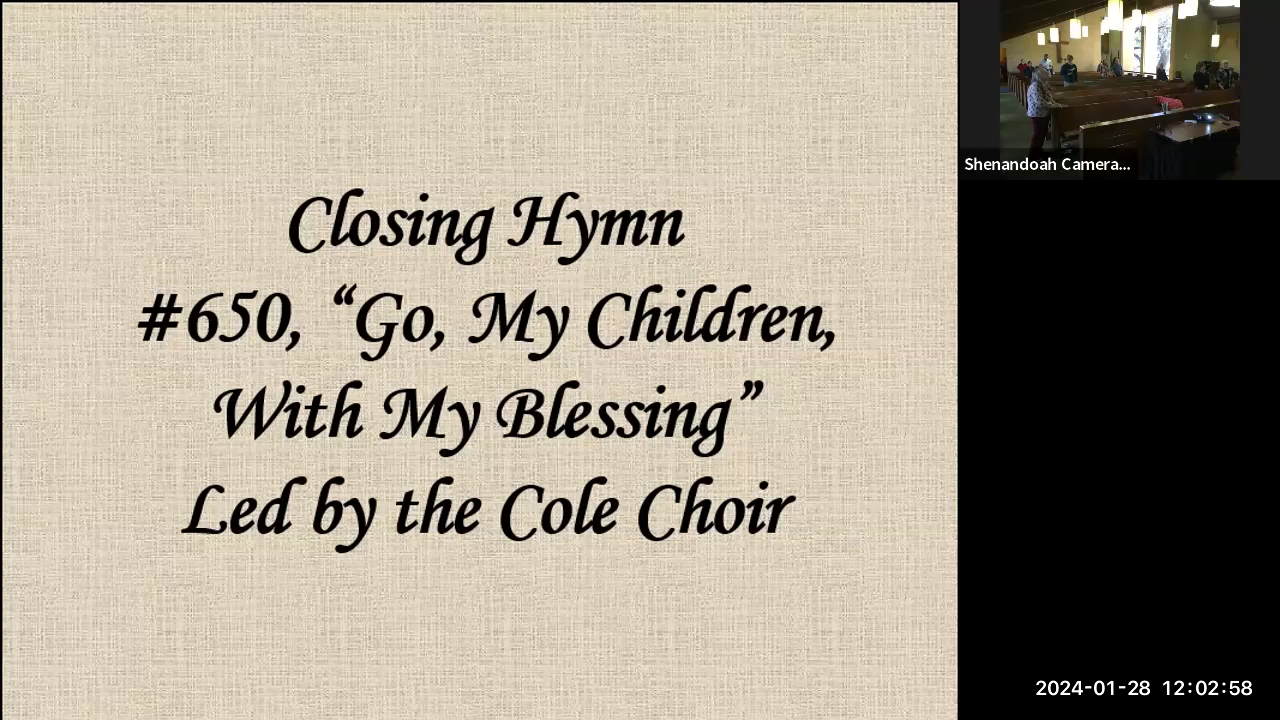 Closing Hymn
#650, “Go, My Children,
With My Blessing”
Led by the Cole Choir
Shenandoah Camera...
2024-01-28 12:02:58